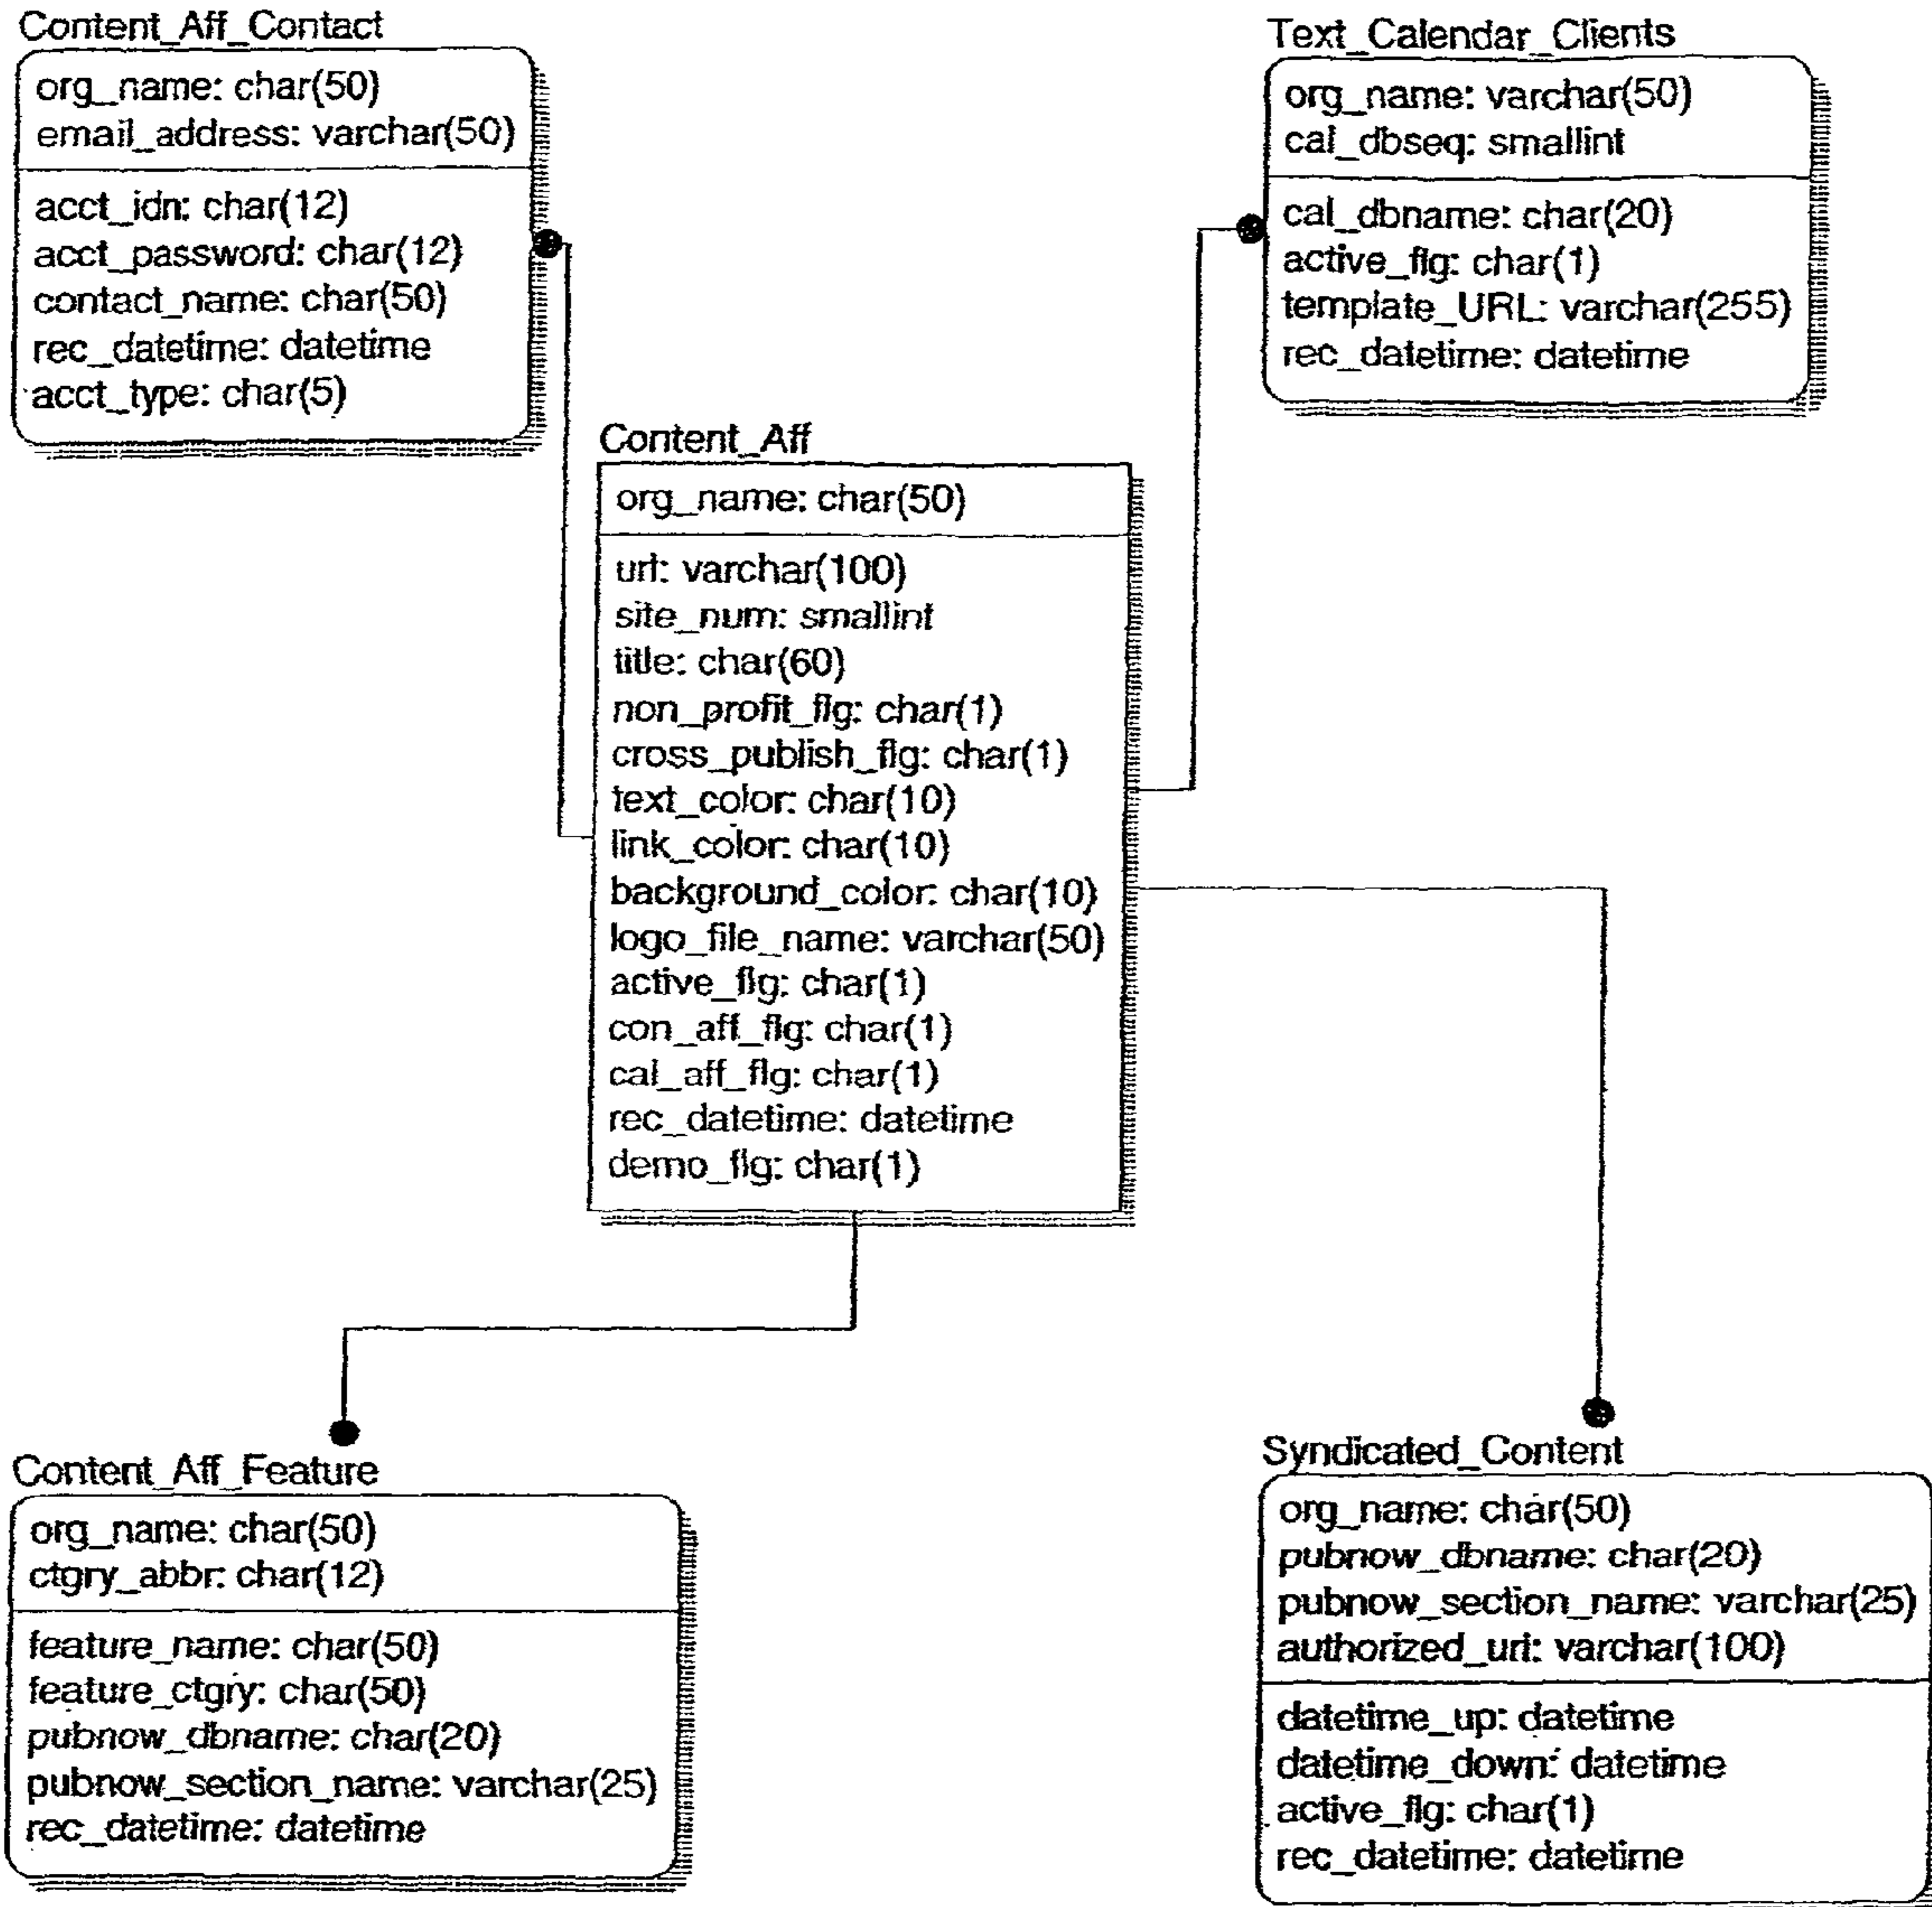 Content_Aff_Contact
org_name: char(50)
email_address: varchar(50)
acct_idn: char(12)
acct_password: char(12)
contact_name: char(50)
rec_datetime: datetime
acct_type: char(5)
Text_Calendar_Clients
org_name: varchar(50)
cal_dbseq: smallint
cal_dbname: char(20)
active_flg: char(1)
template_URL: varchar(255)
rec_datetime: datetime
Content_Aff
org_name: char(50)
url: varchar(100)
site_num: smallint
title: char(60)
non_profit_flg: char(1)
cross_publish_flg: char(1)
text_color: char(10)
link_color: char(10)
background_color: char(10)
logo_file_name: varchar(50)
active_flg: char(1)
con_aff_flg: char(1)
cal_aff_flg: char(1)
rec_datetime: datetime
demo_flg: char(1)
Content_Aff_Feature
org_name: char(50)
ctgry_abbr: char(12)
feature_name: char(50)
feature_ctgry: char(50)
pubnow_dbname: char(20)
pubnow_section_name: varchar(25)
rec_datetime: datetime
Syndicated_Content
org_name: char(50)
pubnow_dbname: char(20)
pubnow_section_name: varchar(25)
authorized_url: varchar(100)
datetime_up: datetime
datetime_down: datetime
active_flg: char(1)
rec_datetime: datetime